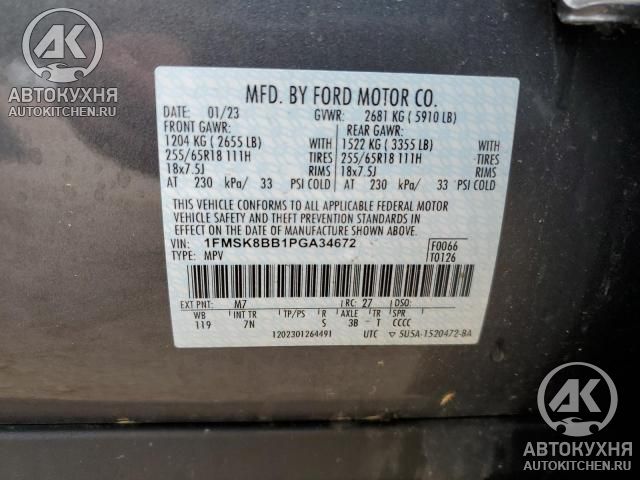 AK
АВТОКУХНЯ
AUTOKITCHEN.RU
MFD. BY FORD MOTOR CO.
DATE: 01/23 GVWR: 2681 KG ( 5910 LB)
FRONT GAWR: REAR GAWR:
1204 KG ( 2655 LB) 1522 KG ( 3355 LB)
255/65R18 111H TIRES 255/65R18 111H TIRES
18x7.5J RIMS 18x7.5J RIMS
AT 230 kPa/ 33 PSI COLD AT 230 kPa/ 33 PSI COLD
THIS VEHICLE CONFORMS TO ALL APPLICABLE FEDERAL MOTOR
VEHICLE SAFETY AND THEFT PREVENTION STANDARDS IN
EFFECT ON THE DATE OF MANUFACTURE SHOWN ABOVE.
VIN: 1FMSK8BB1PGA34672 F0066
TYPE: MPV T0126
EXT PNT: M7 RC: 27 DSO:
WB INT TR TP/PS R AXLE TR SPR
119 7N S 3B - T CCCC
1202301264491 UTC ▽ 5U5A-1520472-BA
AK
АВТОКУХНЯ
AUTOKITCHEN.RU